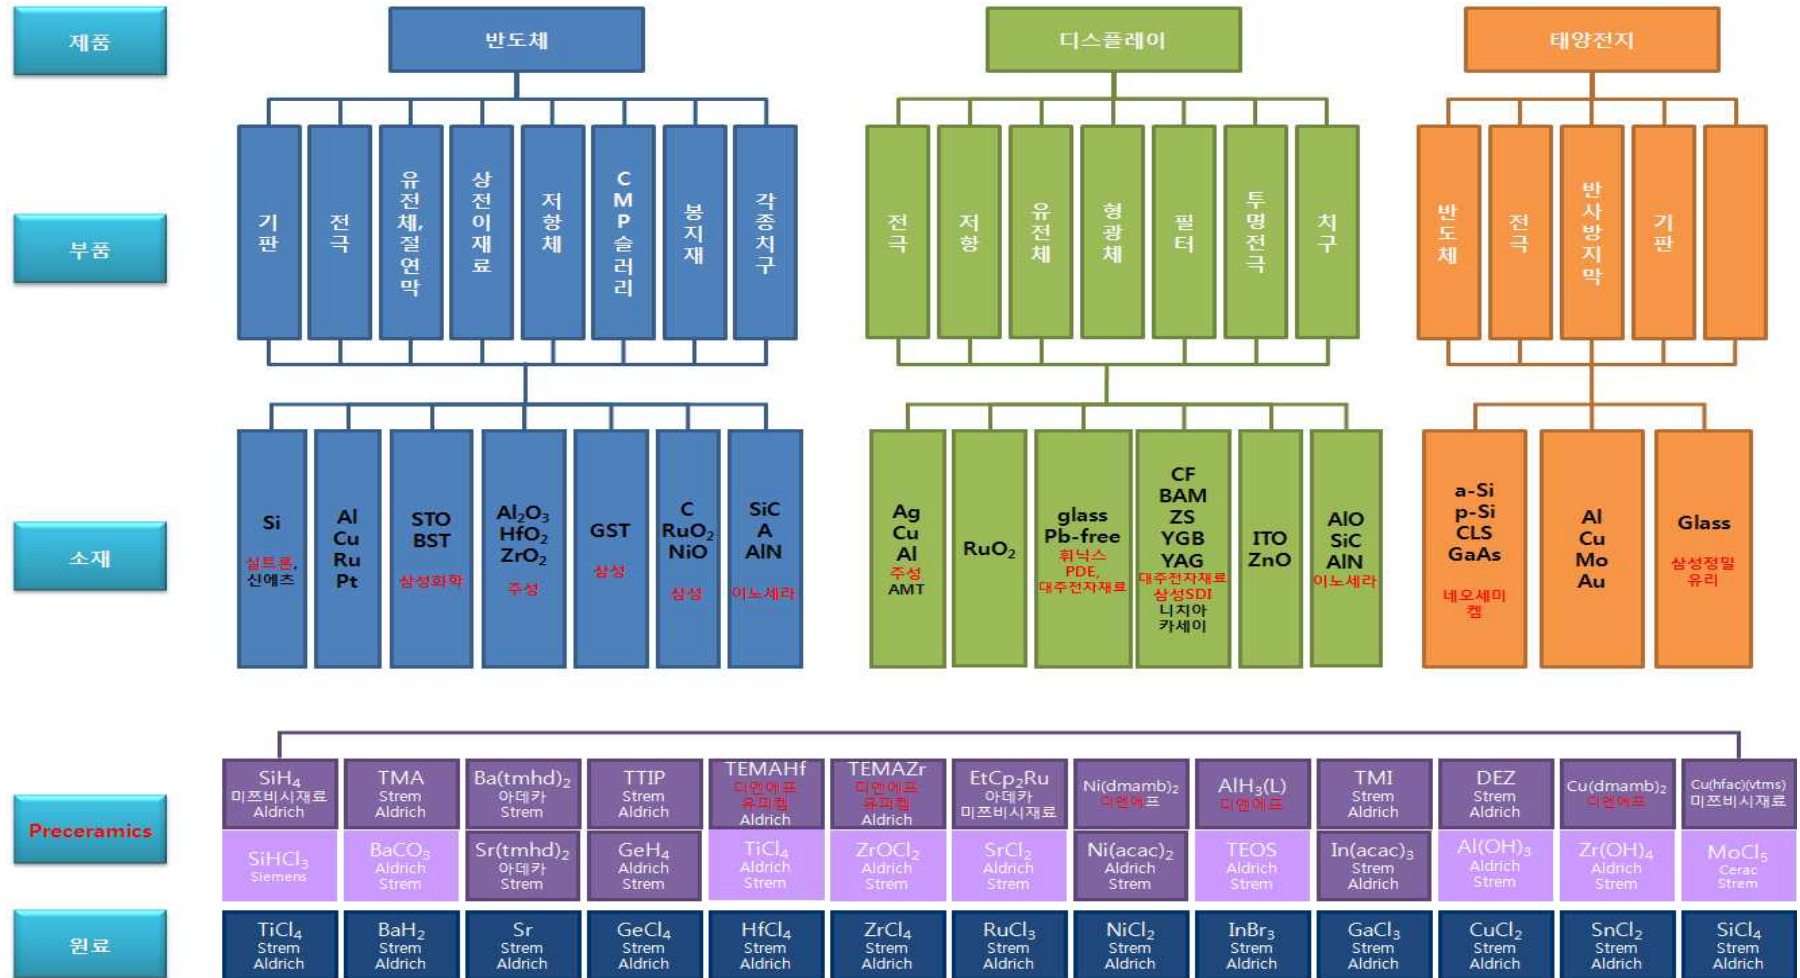 제품
반도체
디스플레이
태양전지
부품
기판
전극
유전체,절연막
상전이재료
저항체
CMP슬러리
봉지재
각종치구
전극
저항
유전체
형광체
필터
투명전극
치구
반도체
전극
반사방지막
기판
소재
Si
실트론,
신에츠
Al
Cu
Ru
Pt
STO
BST
삼성화학
Al₂O₃
HfO₂
ZrO₂
주성
GST
삼성
C
RuO₂
NiO
삼성
SiC
A
AlN
이노세라
Ag
Cu
Al
주성
AMT
RuO₂
glass
Pb-free
휘닉스
PDE,
대주전자재료
CF
BAM
ZS
YGB
YAG
대주전자재료
삼성SDI
니치아
카세이
ITO
ZnO
AlO
SiC
AlN
이노세라
a-Si
p-Si
CLS
GaAs
네오세미
켐
Al
Cu
Mo
Au
Glass
삼성정밀
유리
Preceramics
SiH₄
미쯔비시재료
Aldrich
TMA
Strem
Aldrich
Ba(tmhd)₂
아데카
Strem
TTIP
Strem
Aldrich
TEMAHf
디엔에프
유피켐
Aldrich
TEMAZr
디엔에프
유피켐
Aldrich
EtCp₂Ru
아데카
미쯔비시재료
Ni(dmamb)₂
디엔에프
AlH₃(L)
디엔에프
TMI
Strem
Aldrich
DEZ
Strem
Aldrich
Cu(dmamb)₂
디엔에프
Cu(hfac)(vtms)
미쯔비시재료
SiHCl₃
Siemens
BaCO₃
Aldrich
Strem
Sr(tmhd)₂
아데카
Strem
GeH₄
Aldrich
Strem
TiCl₄
Aldrich
Strem
ZrOCl₂
Aldrich
Strem
SrCl₂
Aldrich
Strem
Ni(acac)₂
Aldrich
Strem
TEOS
Aldrich
Strem
In(acac)₃
Strem
Aldrich
Al(OH)₃
Aldrich
Strem
Zr(OH)₄
Aldrich
Strem
MoCl₅
Cerac
Strem
원료
TiCl₄
Strem
Aldrich
BaH₂
Strem
Aldrich
Sr
Strem
Aldrich
GeCl₄
Strem
Aldrich
HfCl₄
Strem
Aldrich
ZrCl₄
Strem
Aldrich
RuCl₃
Strem
Aldrich
NiCl₂
Strem
Aldrich
InBr₃
Strem
Aldrich
GaCl₃
Strem
Aldrich
CuCl₂
Strem
Aldrich
SnCl₂
Strem
Aldrich
SiCl₄
Strem
Aldrich